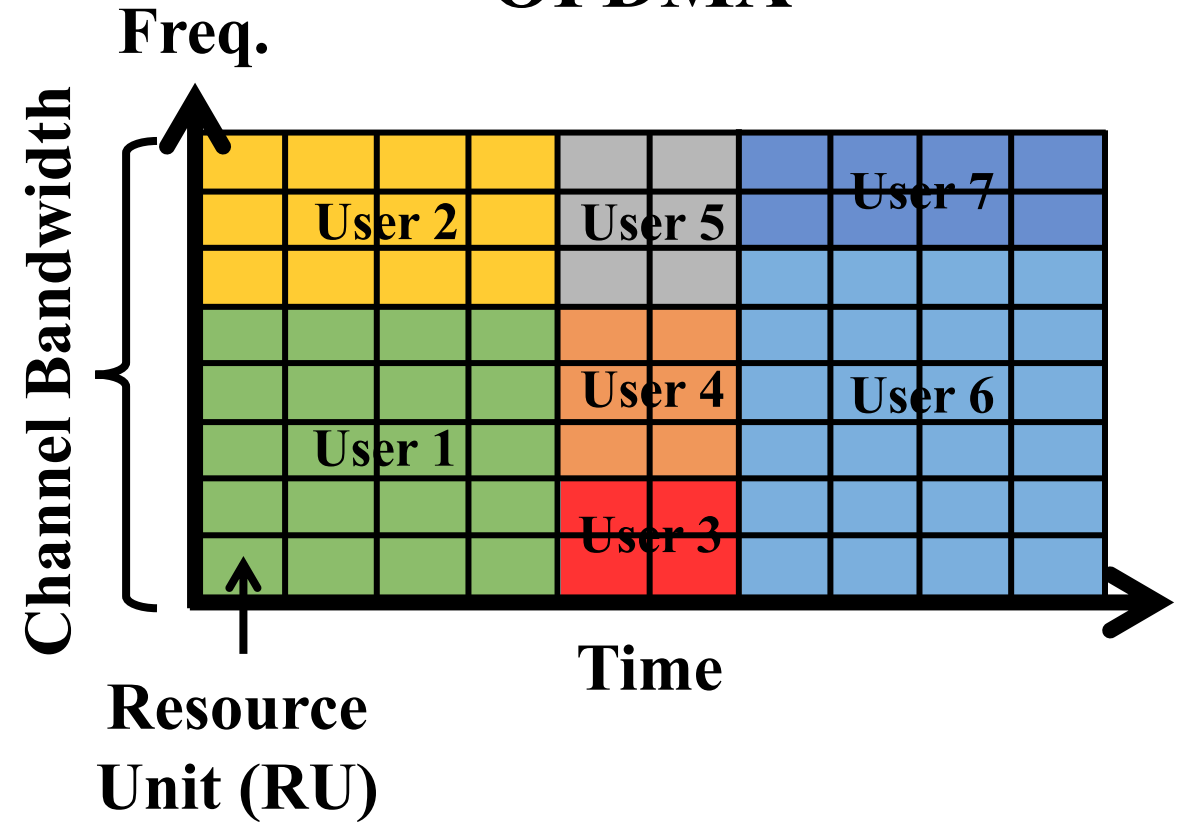 OFDMA
Freq.
Channel Bandwidth
User 2
User 5
User 7
User 4
User 6
User 1
User 3
Time
Resource
Unit (RU)